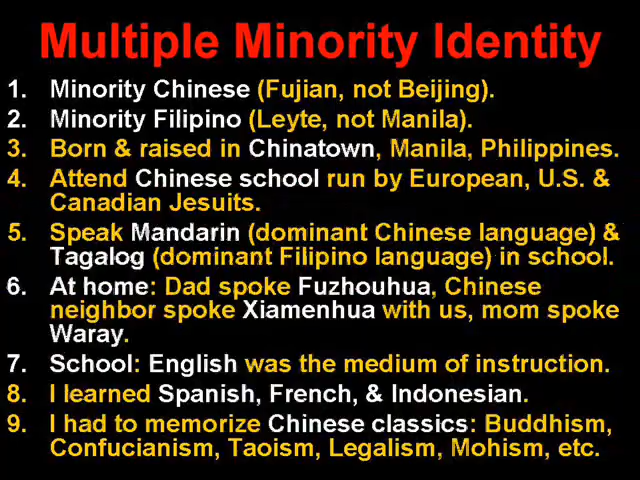 Multiple Minority Identity
1. Minority Chinese (Fujian, not Beijing).
2. Minority Filipino (Leyte, not Manila).
3. Born & raised in Chinatown, Manila, Philippines.
4. Attend Chinese school run by European, U.S. &
Canadian Jesuits.
5. Speak Mandarin (dominant Chinese language) &
Tagalog (dominant Filipino language) in school.
6. At home: Dad spoke Fuzhouhua, Chinese
neighbor spoke Xiamenhua with us, mom spoke
Waray.
7. School: English was the medium of instruction.
8. I learned Spanish, French, & Indonesian.
9. I had to memorize Chinese classics: Buddhism,
Confucianism, Taoism, Legalism, Mohism, etc.